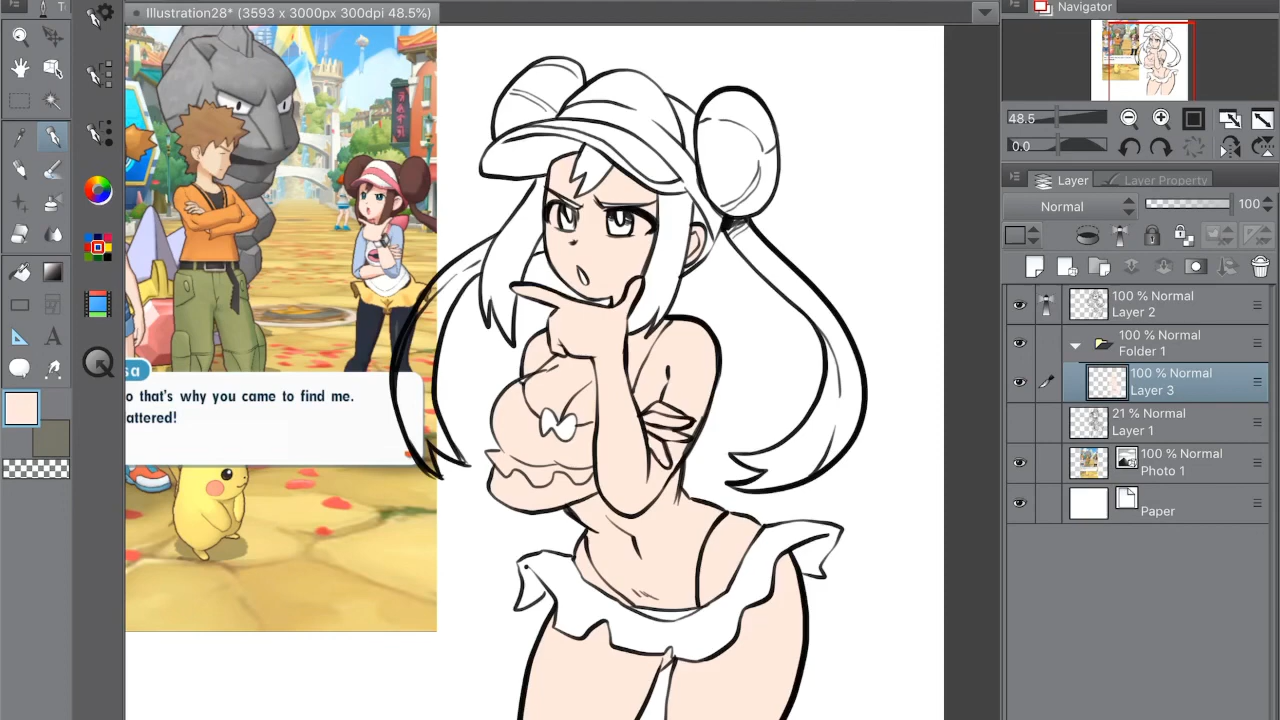 Illustration28* (3593 x 3000px 300dpi 48.5%)
Navigator
48.5
0.0
Layer
Layer Property
Normal
100
100 % Normal
Layer 2
100 % Normal
Folder 1
100 % Normal
Layer 3
21 % Normal
Layer 1
100 % Normal
Photo 1
Paper
sa
o that's why you came to find me.
attered!